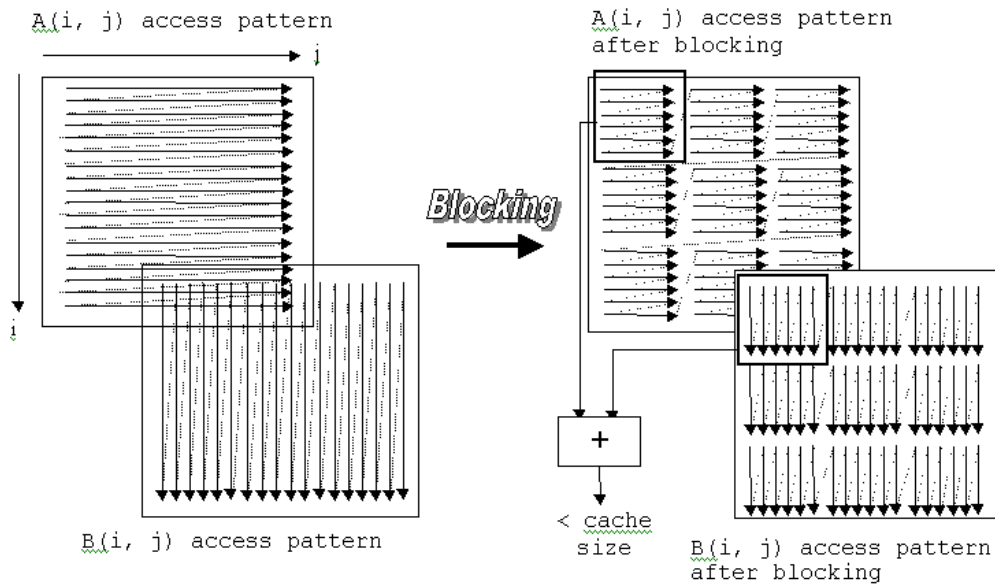 A(i, j) access pattern
j
i
B(i, j) access pattern
Blocking
A(i, j) access pattern
after blocking
+
< cache
size
B(i, j) access pattern
after blocking